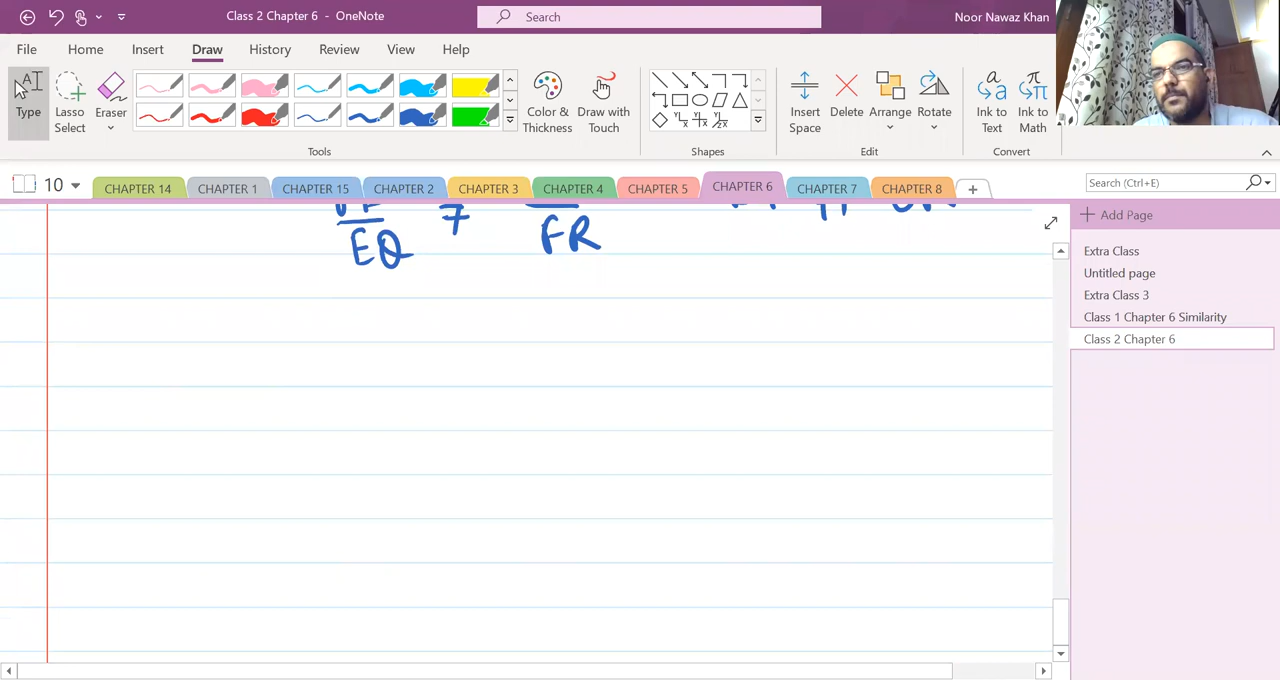 Class 2 Chapter 6 - OneNote
Search
Noor Nawaz Khan
File Home Insert Draw History Review View Help
Type
Lasso Select
Eraser
Color & Thickness
Draw with Touch
Insert Space
Delete
Arrange
Rotate
Ink to Text
Ink to Math
Tools
Shapes
Edit
Convert
10
CHAPTER 14
CHAPTER 1
CHAPTER 15
CHAPTER 2
CHAPTER 3
CHAPTER 4
CHAPTER 5
CHAPTER 6
CHAPTER 7
CHAPTER 8
Search (Ctrl+E)
Add Page
Extra Class
Untitled page
Extra Class 3
Class 1 Chapter 6 Similarity
Class 2 Chapter 6
EQ
FR